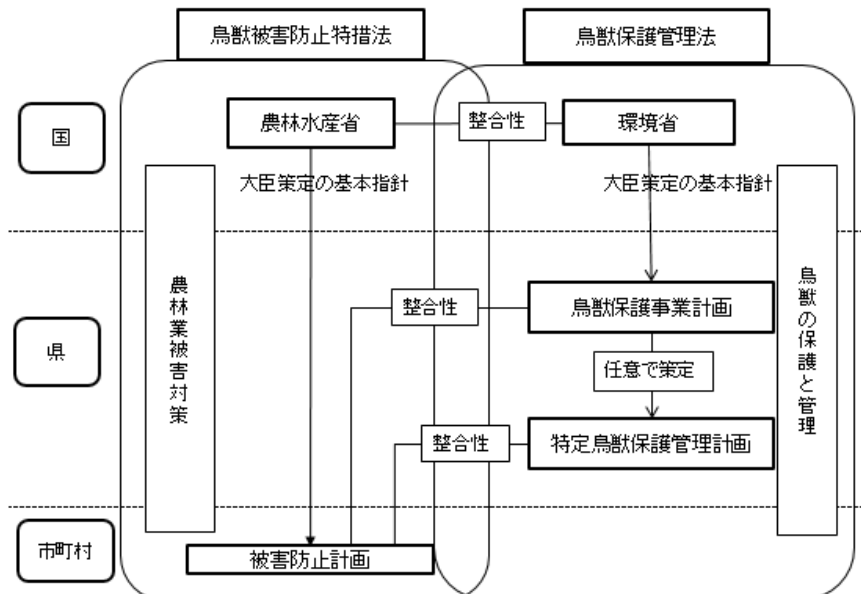 鳥獣被害防止特措法
鳥獣保護管理法
国
農林水産省
整合性
環境省
大臣策定の基本指針
大臣策定の基本指針
農林業被害対策
鳥獣の保護と管理
県
整合性
鳥獣保護事業計画
任意で策定
整合性
特定鳥獣保護管理計画
市町村
被害防止計画